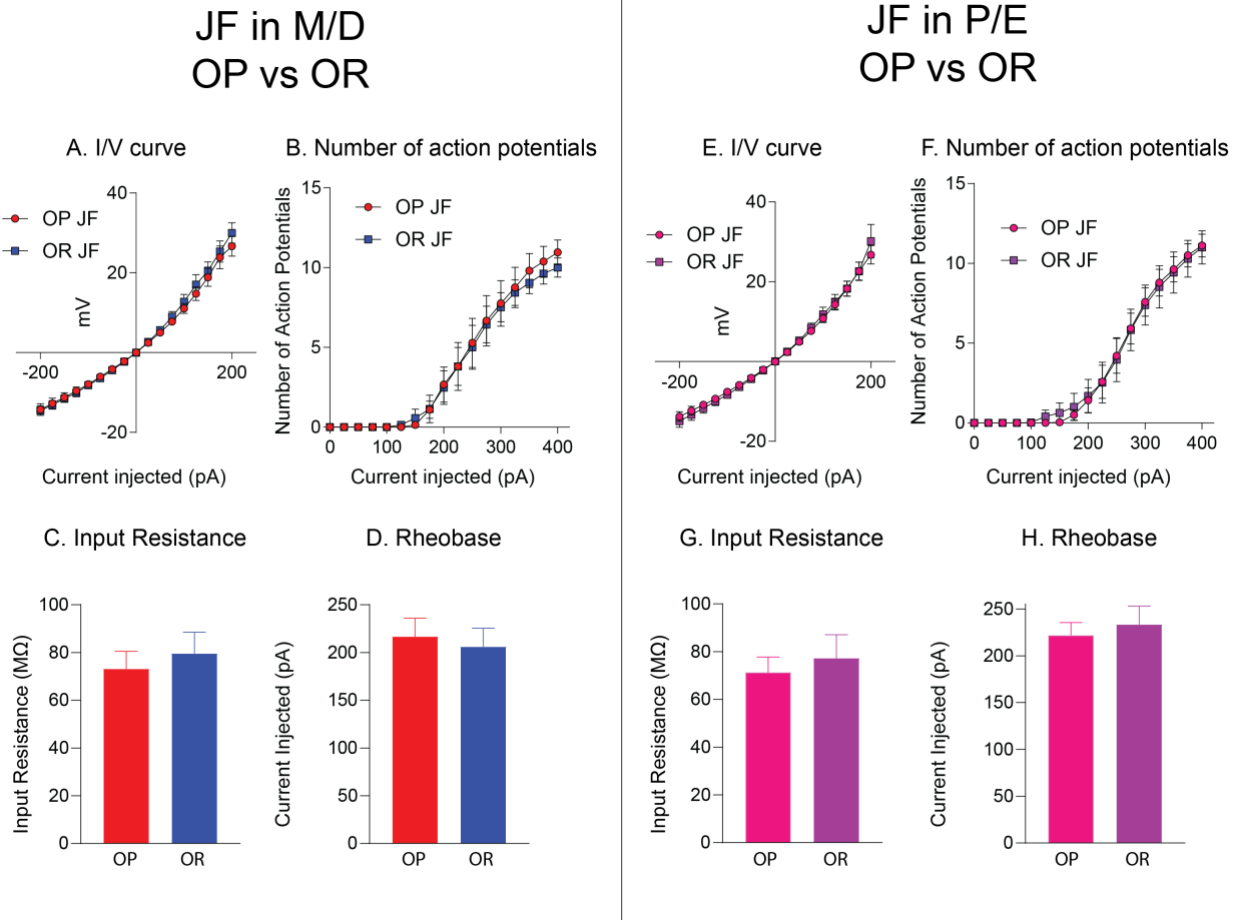 JF in M/D
OP vs OR
A. I/V curve
OP JF
OR JF
40
20
mV
-200
200
-20
Current injected (pA)
B. Number of action potentials
OP JF
OR JF
Number of Action Potentials
15
10
5
0
0
100
200
300
400
Current injected (pA)
C. Input Resistance
Input Resistance (MΩ)
100
80
60
40
20
0
OP
OR
D. Rheobase
Current Injected (pA)
250
200
150
100
50
0
OP
OR
JF in P/E
OP vs OR
E. I/V curve
OP JF
OR JF
40
20
mV
-200
200
-20
Current injected (pA)
F. Number of action potentials
OP JF
OR JF
Number of Action Potentials
15
10
5
0
0
100
200
300
400
Current injected (pA)
G. Input Resistance
Input Resistance (MΩ)
100
80
60
40
20
0
OP
OR
H. Rheobase
Current Injected (pA)
250
200
150
100
50
0
OP
OR